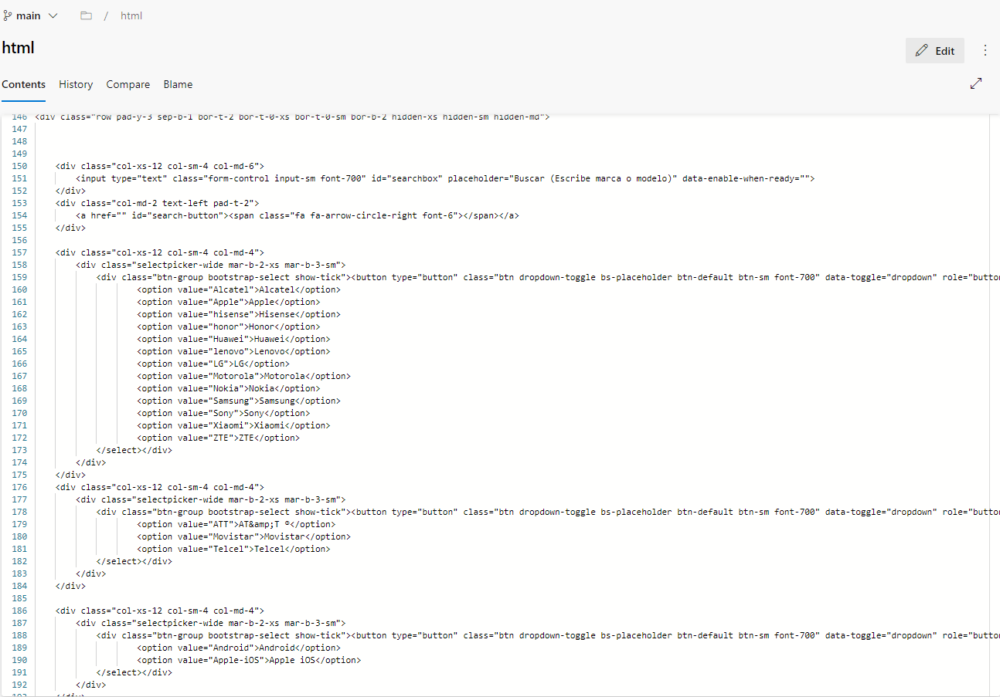 main
/ html
html
Edit
Contents History Compare Blame
146 <div class="row pad-y-3 sep-b-1 bor-t-2 bor-t-0-xs bor-t-0-sm bor-b-2 hidden-xs hidden-sm hidden-md">
147
148
149
150 <div class="col-xs-12 col-sm-4 col-md-6">
151 <input type="text" class="form-control input-sm font-700" id="searchbox" placeholder="Buscar (Escribe marca o modelo)" data-enable-when-ready="">
152 </div>
153 <div class="col-md-2 text-left pad-t-2">
154 <a href="" id="search-button"><span class="fa fa-arrow-circle-right font-6"></span></a>
155 </div>
156
157 <div class="col-xs-12 col-sm-4 col-md-4">
158 <div class="selectpicker-wide mar-b-2-xs mar-b-3-sm">
159 <div class="btn-group bootstrap-select show-tick"><button type="button" class="btn dropdown-toggle bs-placeholder btn-default btn-sm font-700" data-toggle="dropdown" role="butto
160 <option value="Alcatel">Alcatel</option>
161 <option value="Apple">Apple</option>
162 <option value="hisense">Hisense</option>
163 <option value="honor">Honor</option>
164 <option value="Huawei">Huawei</option>
165 <option value="lenovo">Lenovo</option>
166 <option value="LG">LG</option>
167 <option value="Motorola">Motorola</option>
168 <option value="Nokia">Nokia</option>
169 <option value="Samsung">Samsung</option>
170 <option value="Sony">Sony</option>
171 <option value="Xiaomi">Xiaomi</option>
172 <option value="ZTE">ZTE</option>
173 </select></div>
174 </div>
175 </div>
176 <div class="col-xs-12 col-sm-4 col-md-4">
177 <div class="selectpicker-wide mar-b-2-xs mar-b-3-sm">
178 <div class="btn-group bootstrap-select show-tick"><button type="button" class="btn dropdown-toggle bs-placeholder btn-default btn-sm font-700" data-toggle="dropdown" role="butto
179 <option value="ATT">AT&amp;T ®</option>
180 <option value="Movistar">Movistar</option>
181 <option value="Telcel">Telcel</option>
182 </select></div>
183 </div>
184 </div>
185
186 <div class="col-xs-12 col-sm-4 col-md-4">
187 <div class="selectpicker-wide mar-b-2-xs mar-b-3-sm">
188 <div class="btn-group bootstrap-select show-tick"><button type="button" class="btn dropdown-toggle bs-placeholder btn-default btn-sm font-700" data-toggle="dropdown" role="butto
189 <option value="Android">Android</option>
190 <option value="Apple-iOS">Apple iOS</option>
191 </select></div>
192 </div>
193 </div>